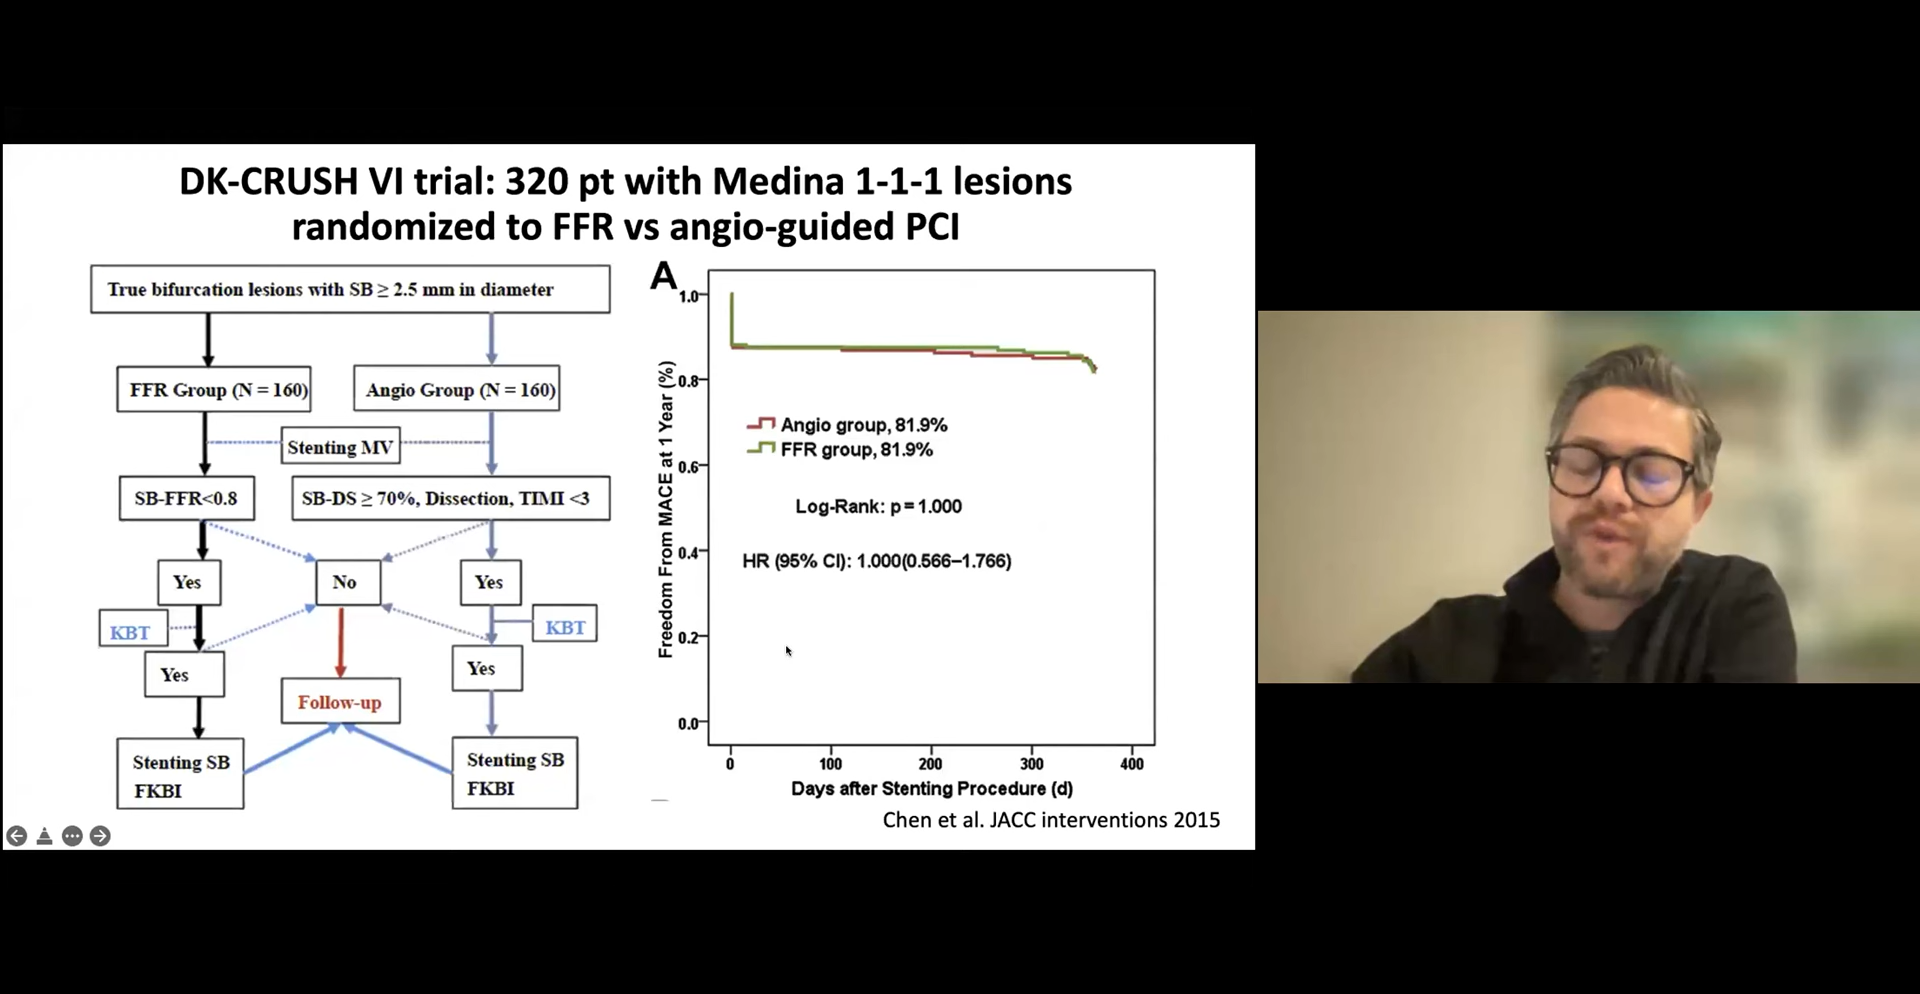 DK-CRUSH VI trial: 320 pt with Medina 1-1-1 lesions
randomized to FFR vs angio-guided PCI
True bifurcation lesions with SB ≥ 2.5 mm in diameter
FFR Group (N = 160)
Angio Group (N = 160)
Stenting MV
SB-FFR<0.8
SB-DS ≥ 70%, Dissection, TIMI <3
Yes
No
Yes
KBT
KBT
Yes
Yes
Follow-up
Stenting SB
FKBI
Stenting SB
FKBI
A
Freedom From MACE at 1 Year (%)
1.0
0.8
0.6
0.4
0.2
0.0
Angio group, 81.9%
FFR group, 81.9%
Log-Rank: p = 1.000
HR (95% CI): 1.000(0.566–1.766)
0
100
200
300
400
Days after Stenting Procedure (d)
Chen et al. JACC interventions 2015